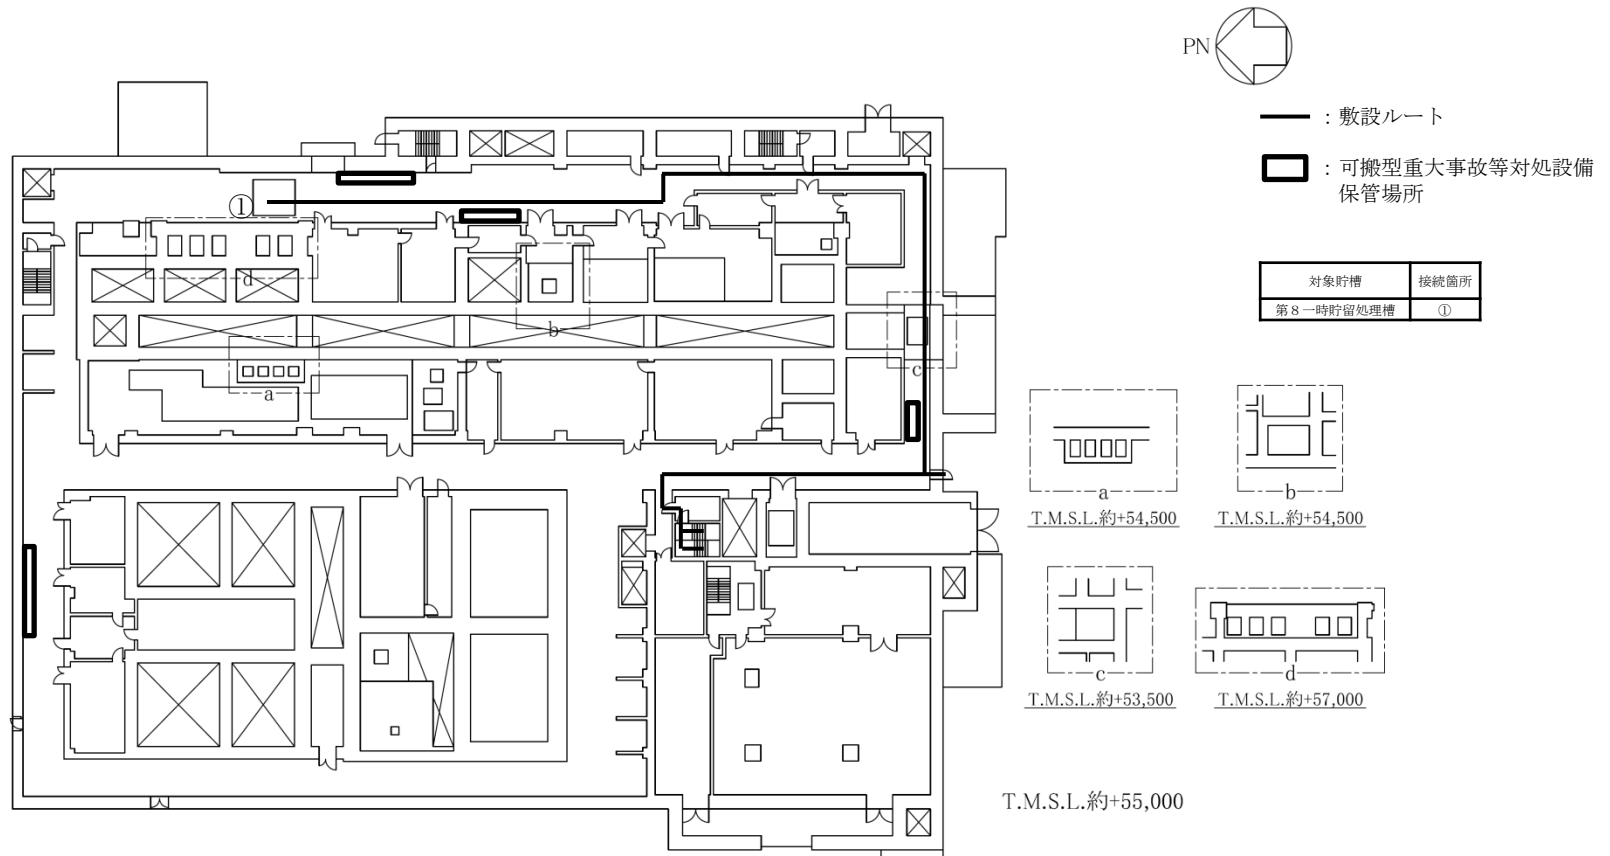 PN
：敷設ルート
：可搬型重大事故等対処設備
保管場所
①
d
b
対象貯槽 接続箇所
第８一時貯留処理槽 ①
c
a
a
T.M.S.L.約+54,500
b
T.M.S.L.約+54,500
c
T.M.S.L.約+53,500
d
T.M.S.L.約+57,000
T.M.S.L.約+55,000